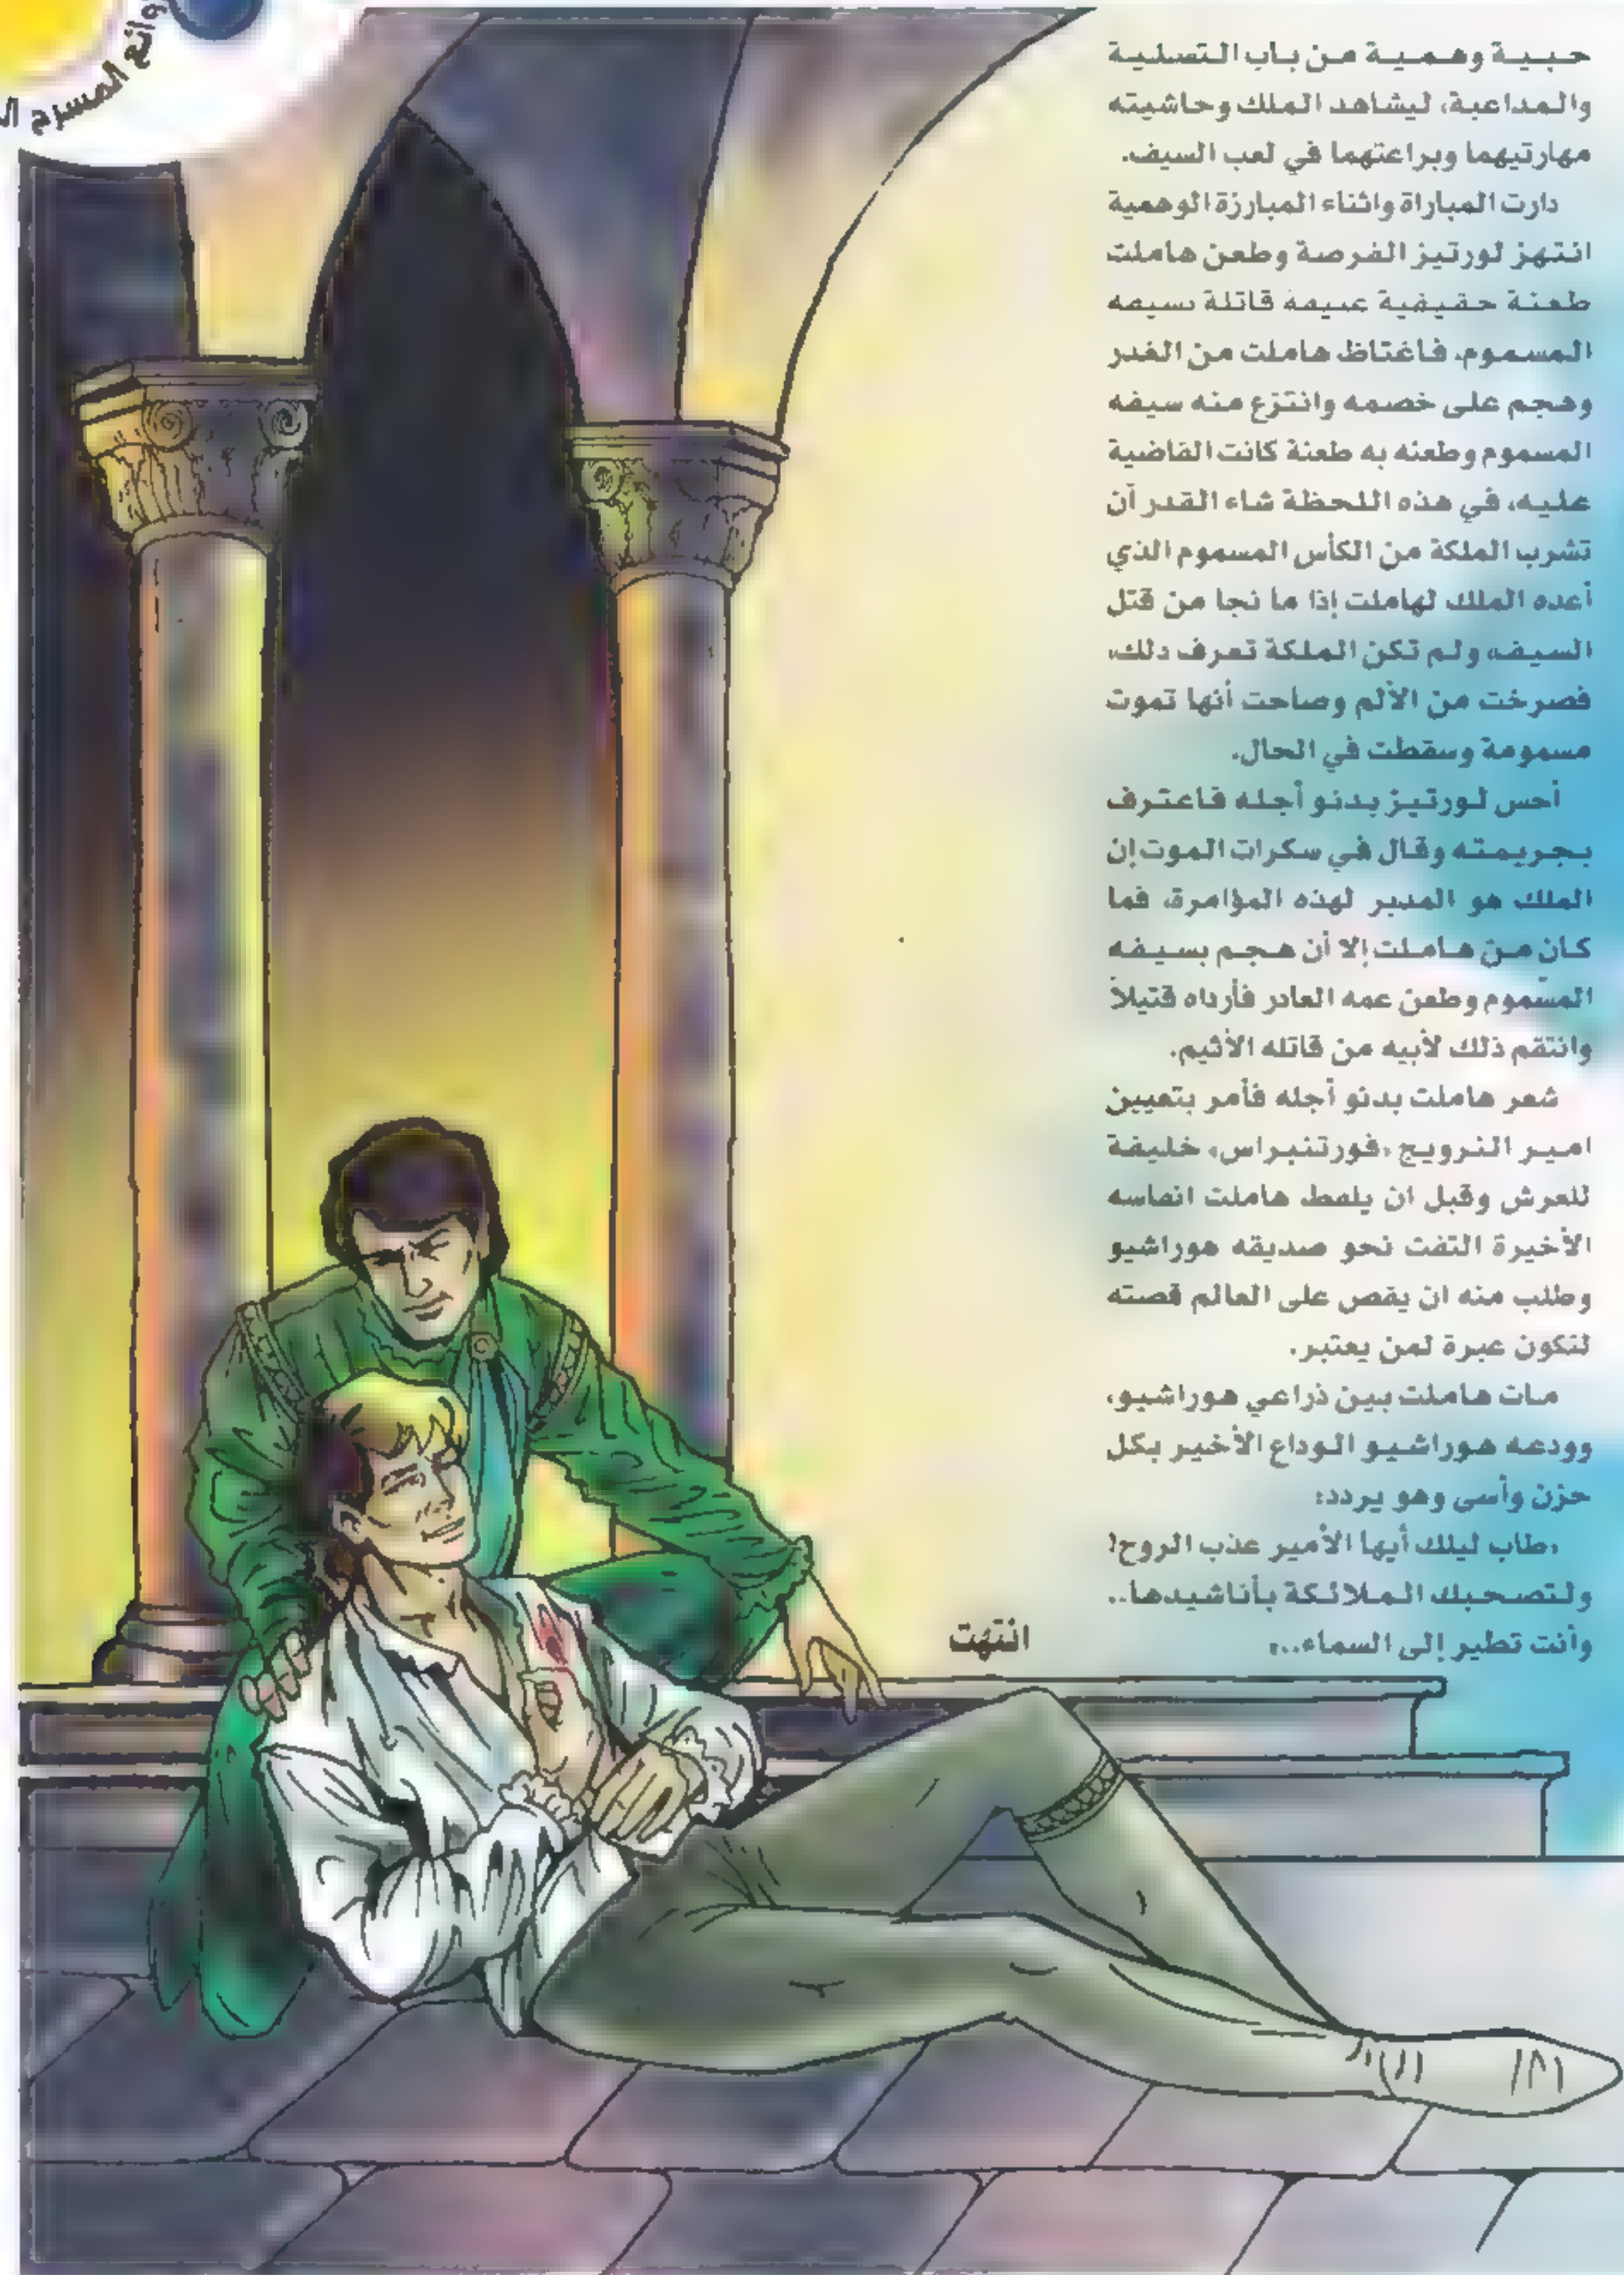 روائع المسرح
حبية وهمية من باب التسلية
والمداعبة، ليشاهد الملك وحاشيته
مهارتيهما وبراعتهما في لعب السيف.
دارت المباراة واثناء المبارزة الوهمية
انتهز لورتيز الفرصة وطعن هاملت
طعنة حقيقية عميقة قاتلة بسيفه
المسموم، فاغتاظ هاملت من الغدر
وهجم على خصمه وانتزع منه سيفه
المسموم وطعنه به طعنة كانت القاضية
عليه، في هذه اللحظة شاء القدر أن
تشرب الملكة من الكأس المسموم الذي
أعده الملك لهاملت إذا ما نجا من قتل
السيف، ولم تكن الملكة تعرف ذلك،
فصرخت من الألم وصاحت أنها تموت
مسمومة وسقطت في الحال.
أحس لورتيز بدنو أجله فاعترف
بجريمته وقال في سكرات الموت إن
الملك هو المدبر لهذه المؤامرة، فما
كان من هاملت إلا أن هجم بسيفه
المسموم وطعن عمه الغادر فأرداه قتيلاً
وانتقم ذلك لأبيه من قاتله الأثيم.
شعر هاملت بدنو أجله فأمر بتعيين
امير النرويج «فورتنبراس» خليفة
للعرش وقبل ان يلفظ هاملت انفاسه
الأخيرة التفت نحو صديقه هوراشيو
وطلب منه ان يقص على العالم قصته
لتكون عبرة لمن يعتبر.
مات هاملت بين ذراعي هوراشيو،
وودعه هوراشيو الوداع الأخير بكل
حزن وأسى وهو يردد:
«طاب ليلك أيها الأمير عذب الروح!
ولتصحبك الملائكة بأناشيدها..
وأنت تطير إلى السماء..»
انتهت